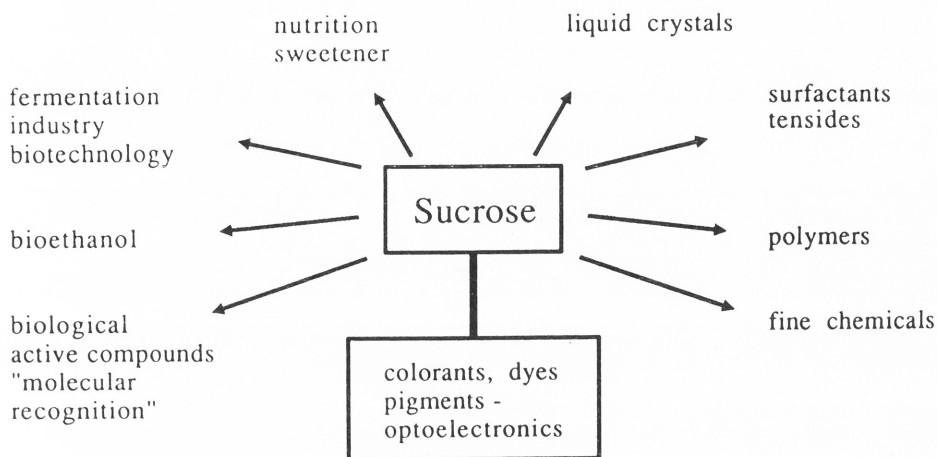 nutrition
sweetener
liquid crystals
fermentation
industry
biotechnology
surfactants
tensides
Sucrose
bioethanol
polymers
biological
active compounds
"molecular
recognition"
fine chemicals
colorants, dyes
pigments -
optoelectronics